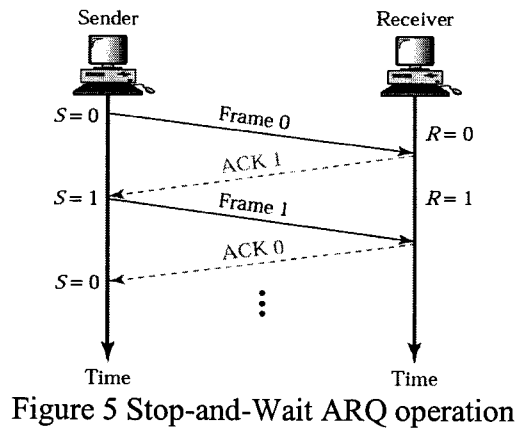 Sender Receiver
S = 0 Frame 0 R = 0
ACK 1
S = 1 Frame 1 R = 1
ACK 0
S = 0
Time Time
Figure 5 Stop-and-Wait ARQ operation